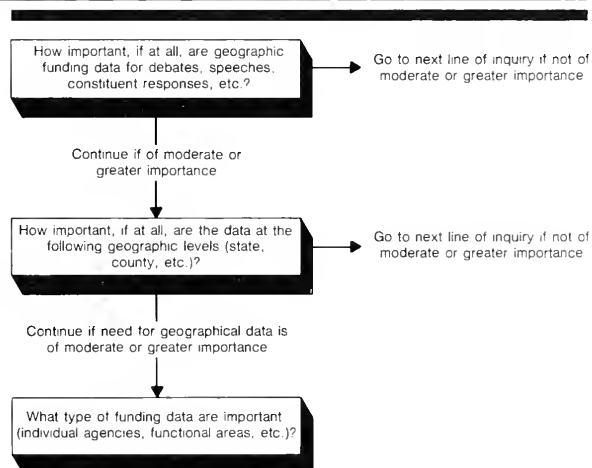 How important, if at all, are geographic
funding data for debates, speeches,
constituent responses, etc.?
Go to next line of inquiry if not of
moderate or greater importance
Continue if of moderate or
greater importance
How important, if at all, are the data at the
following geographic levels (state,
county, etc.)?
Go to next line of inquiry if not of
moderate or greater importance
Continue if need for geographical data is
of moderate or greater importance
What type of funding data are important
(individual agencies, functional areas, etc.)?